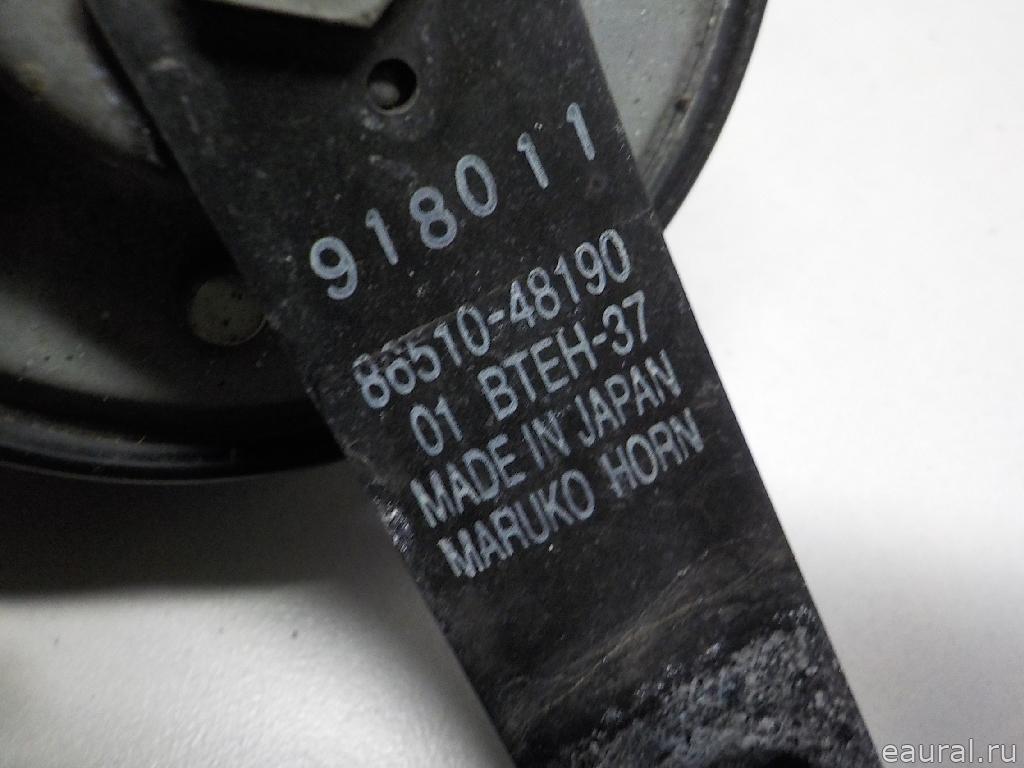 918011
86510-48190
01 BTEH-37
MADE IN JAPAN
MARUKO HORN
eaural.ru